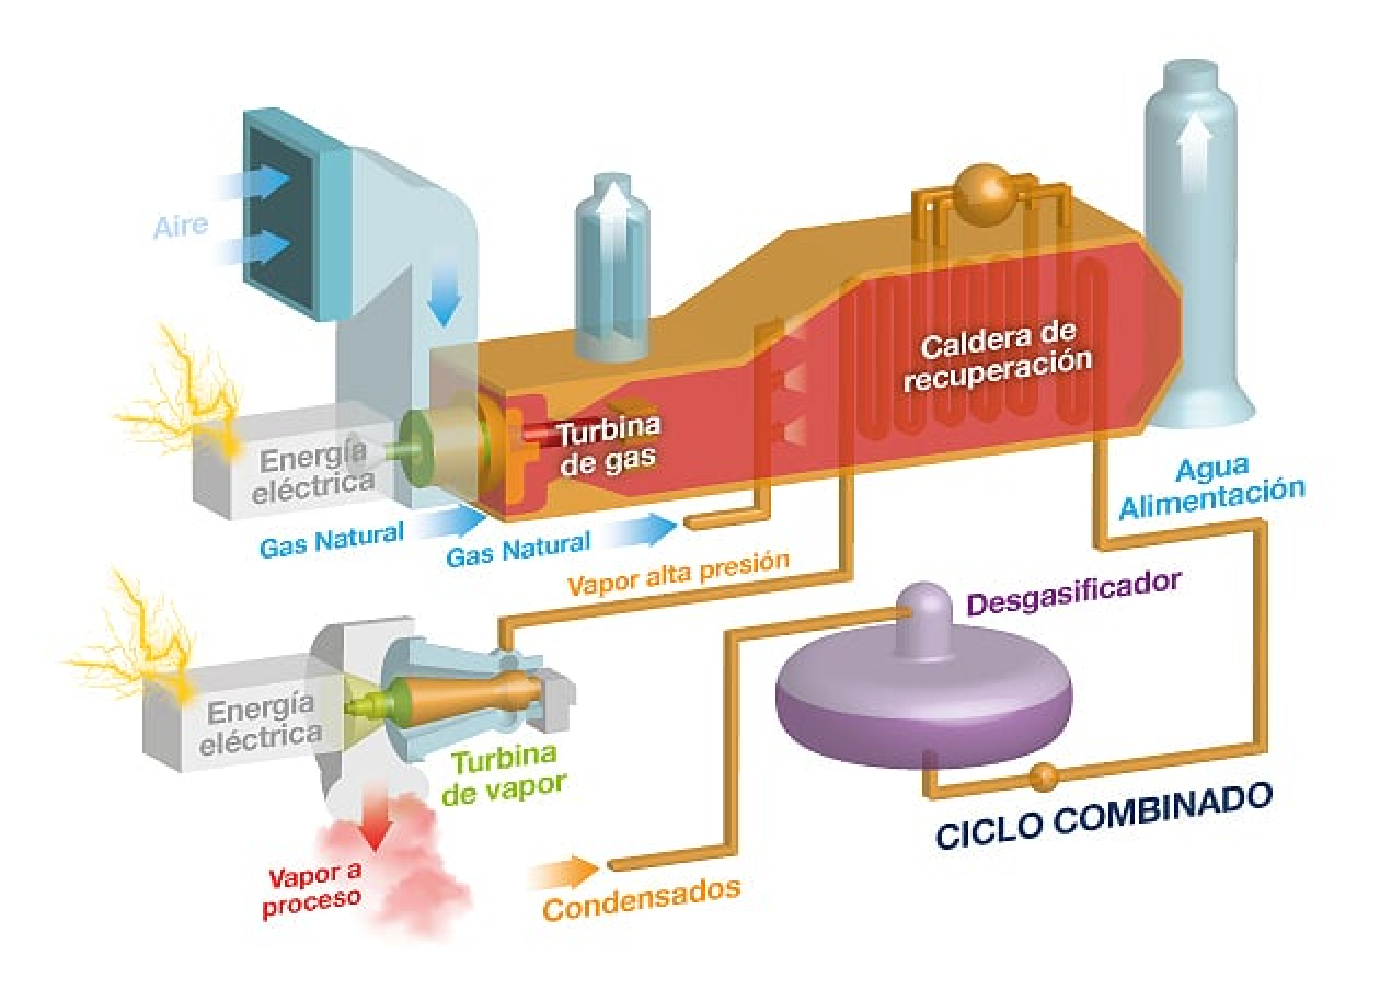 Aire
Turbina
de gas
Caldera de
recuperación
Energía
eléctrica
Gas Natural
Gas Natural
Agua
Alimentación
Vapor alta presión
Desgasificador
Energía
eléctrica
Turbina
de vapor
Vapor a
proceso
Condensados
CICLO COMBINADO